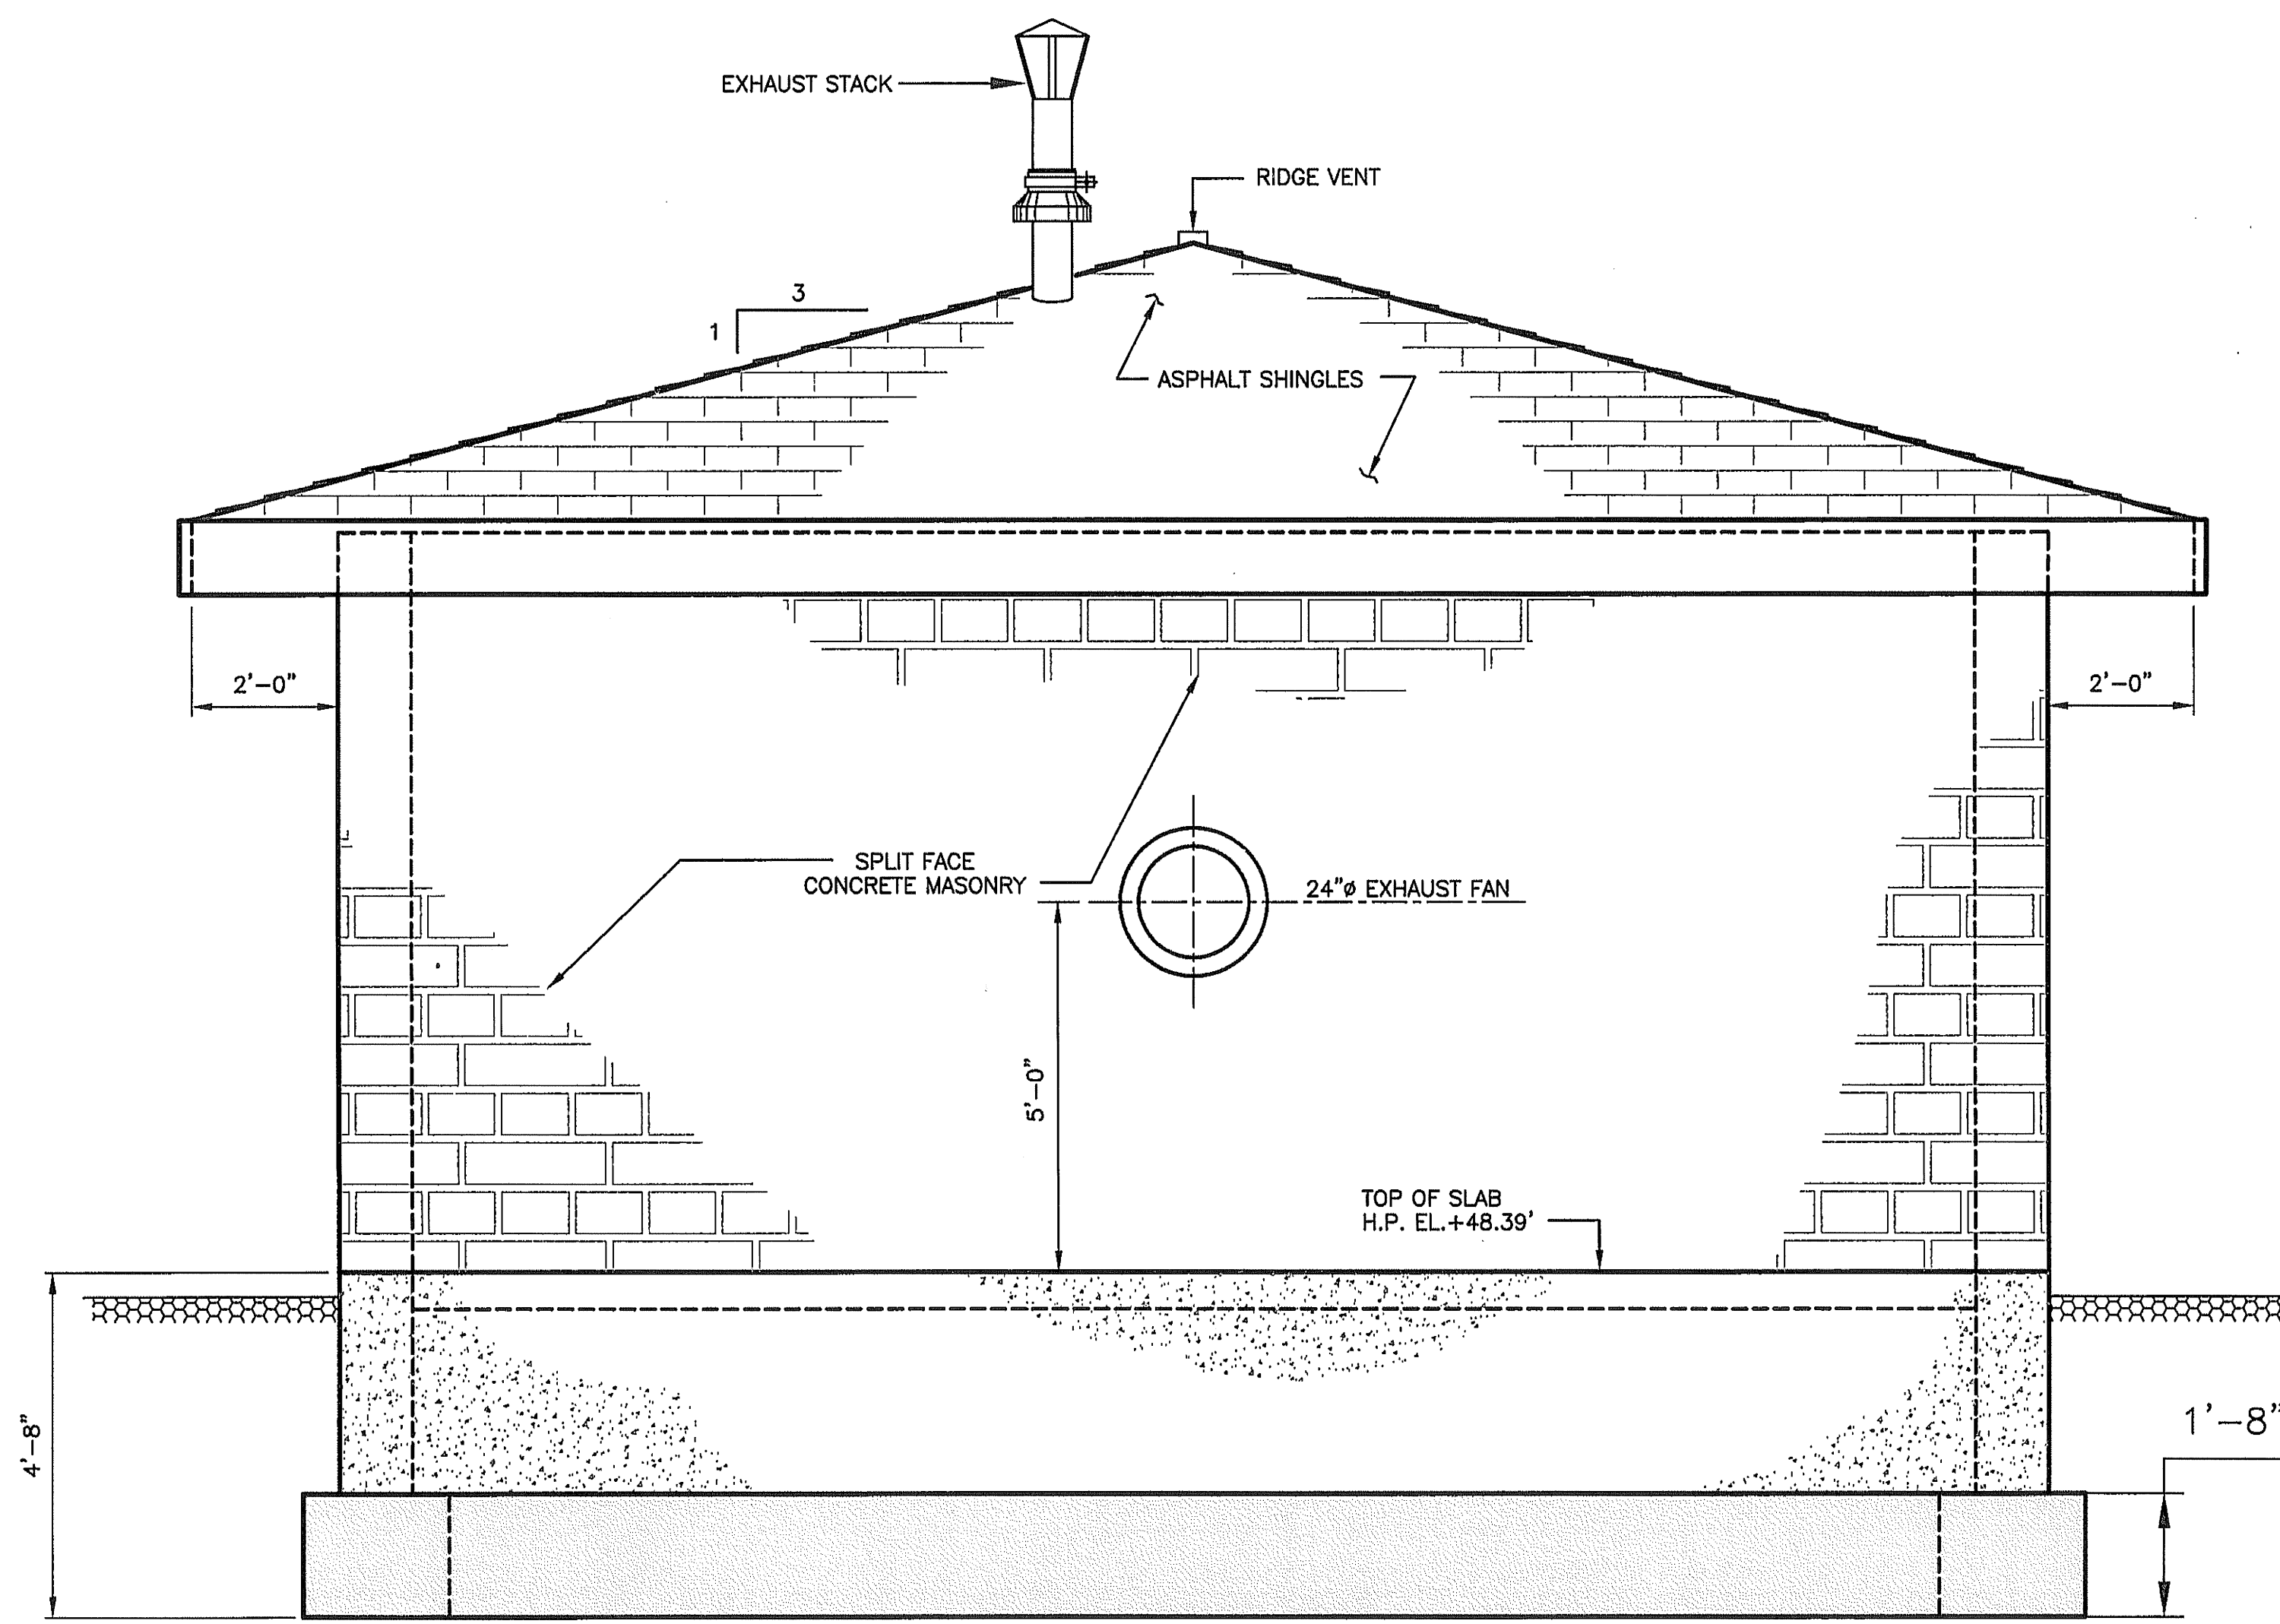 EXHAUST STACK
RIDGE VENT
3
1
ASPHALT SHINGLES
2'-0"
2'-0"
SPLIT FACE
CONCRETE MASONRY
24"ø EXHAUST FAN
5'-0"
TOP OF SLAB
H.P. EL.+48.39'
4'-8"
1'-8"